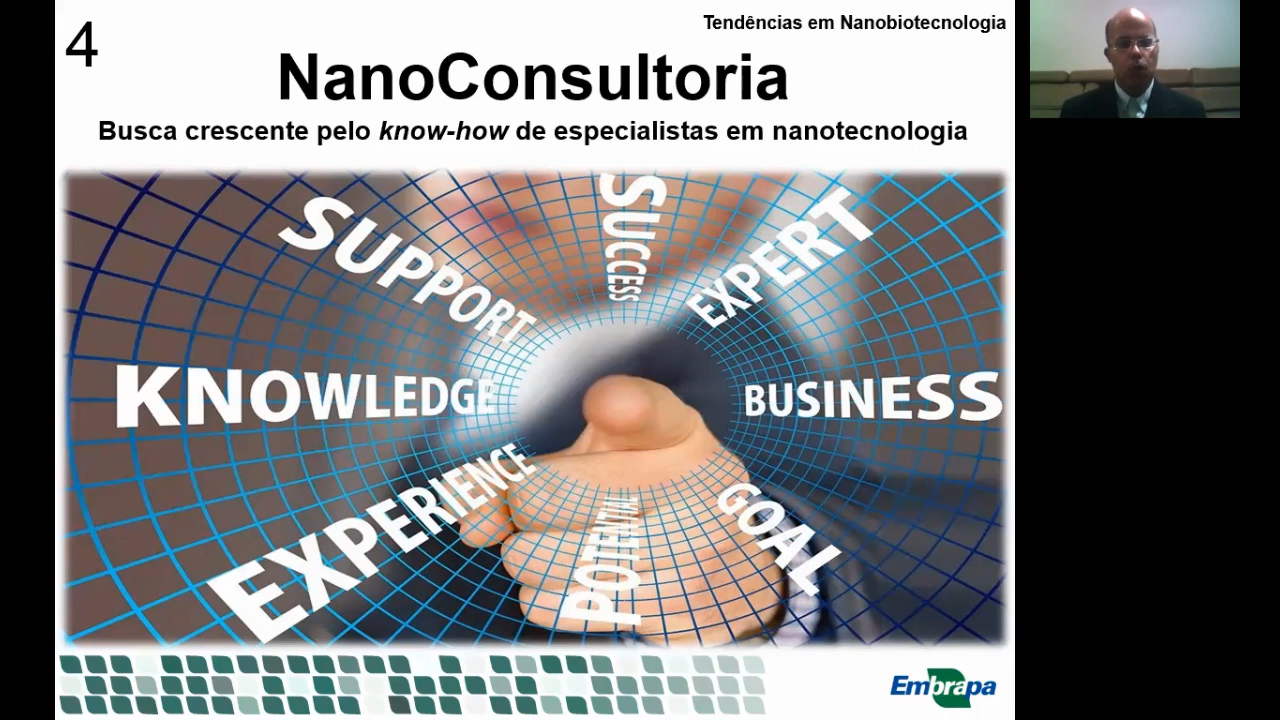 4
Tendências em Nanobiotecnologia
NanoConsultoria
Busca crescente pelo know-how de especialistas em nanotecnologia
SUCCESS
SUPPORT
EXPERT
KNOWLEDGE
BUSINESS
EXPERIENCE
POTENTIAL
GOAL
Embrapa